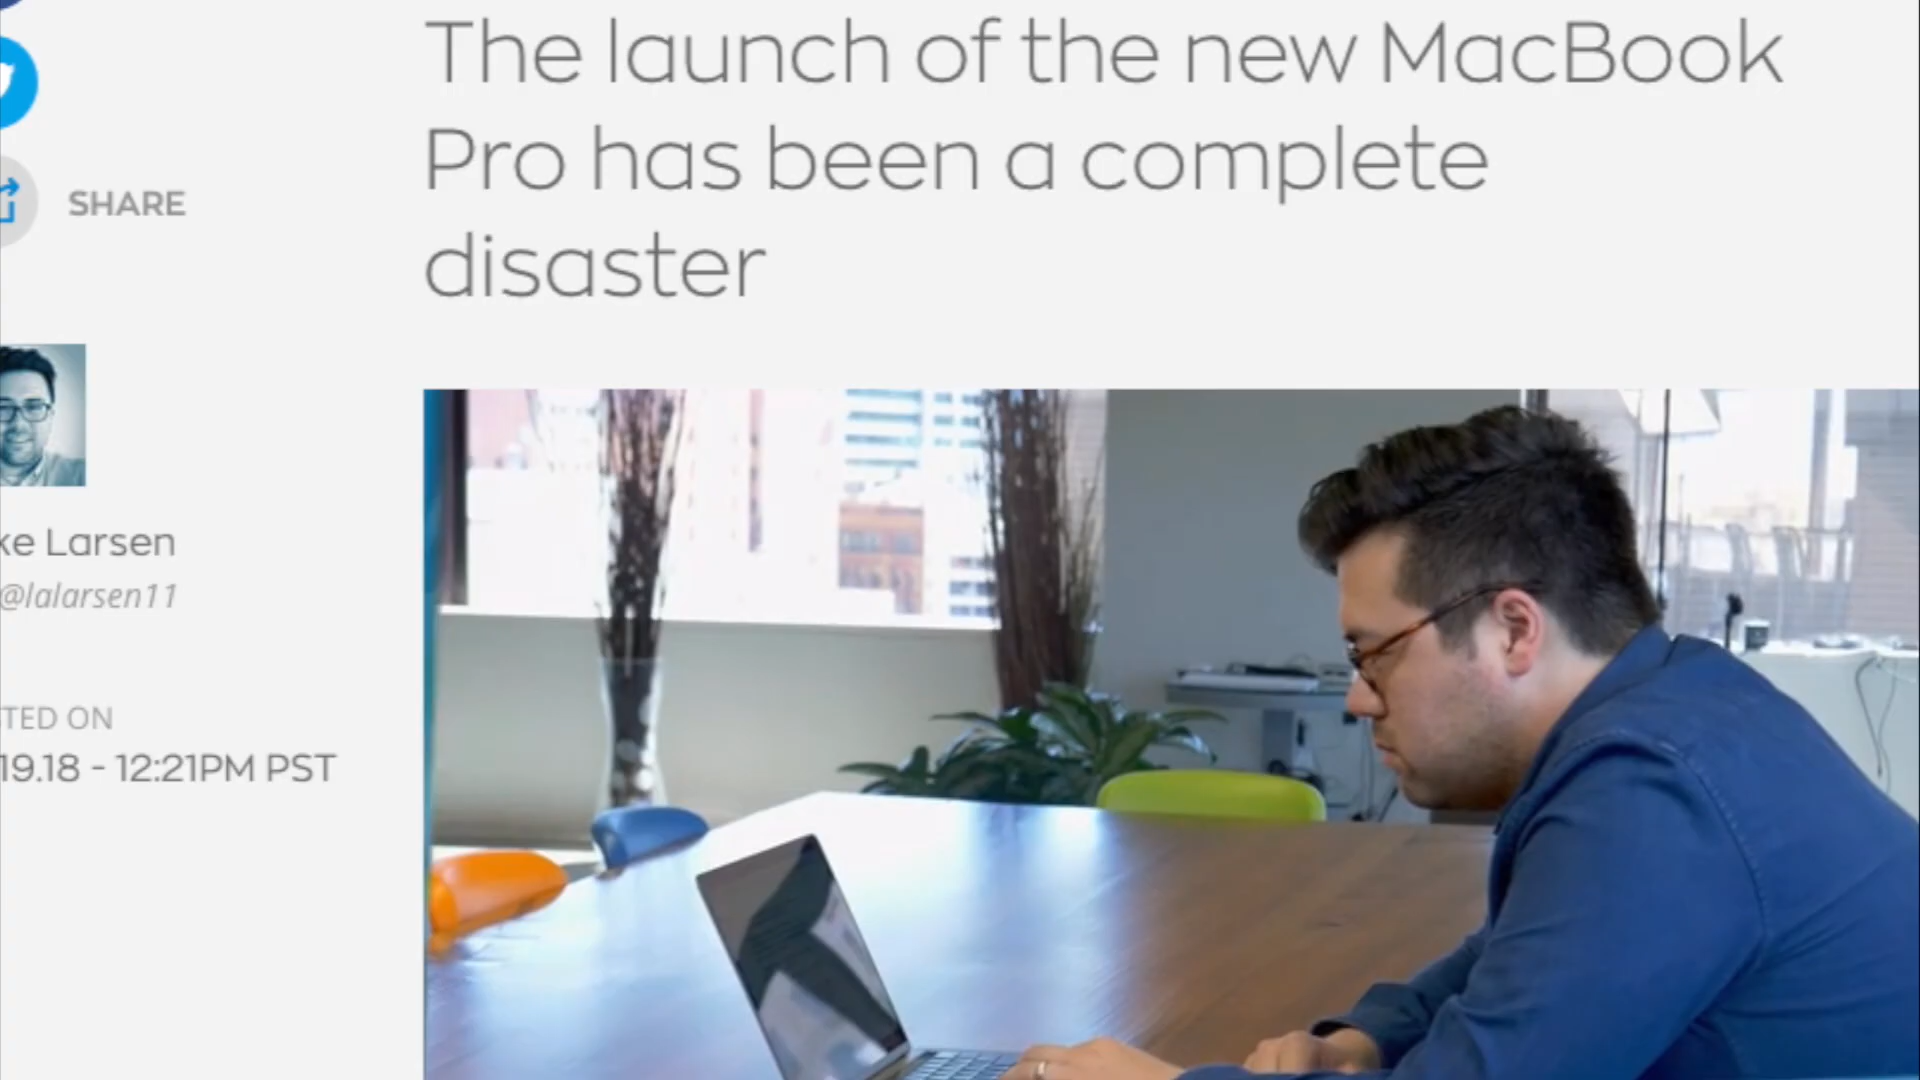 The launch of the new MacBook
Pro has been a complete
disaster
SHARE
ke Larsen
@lalarsen11
TED ON
19.18 - 12:21PM PST